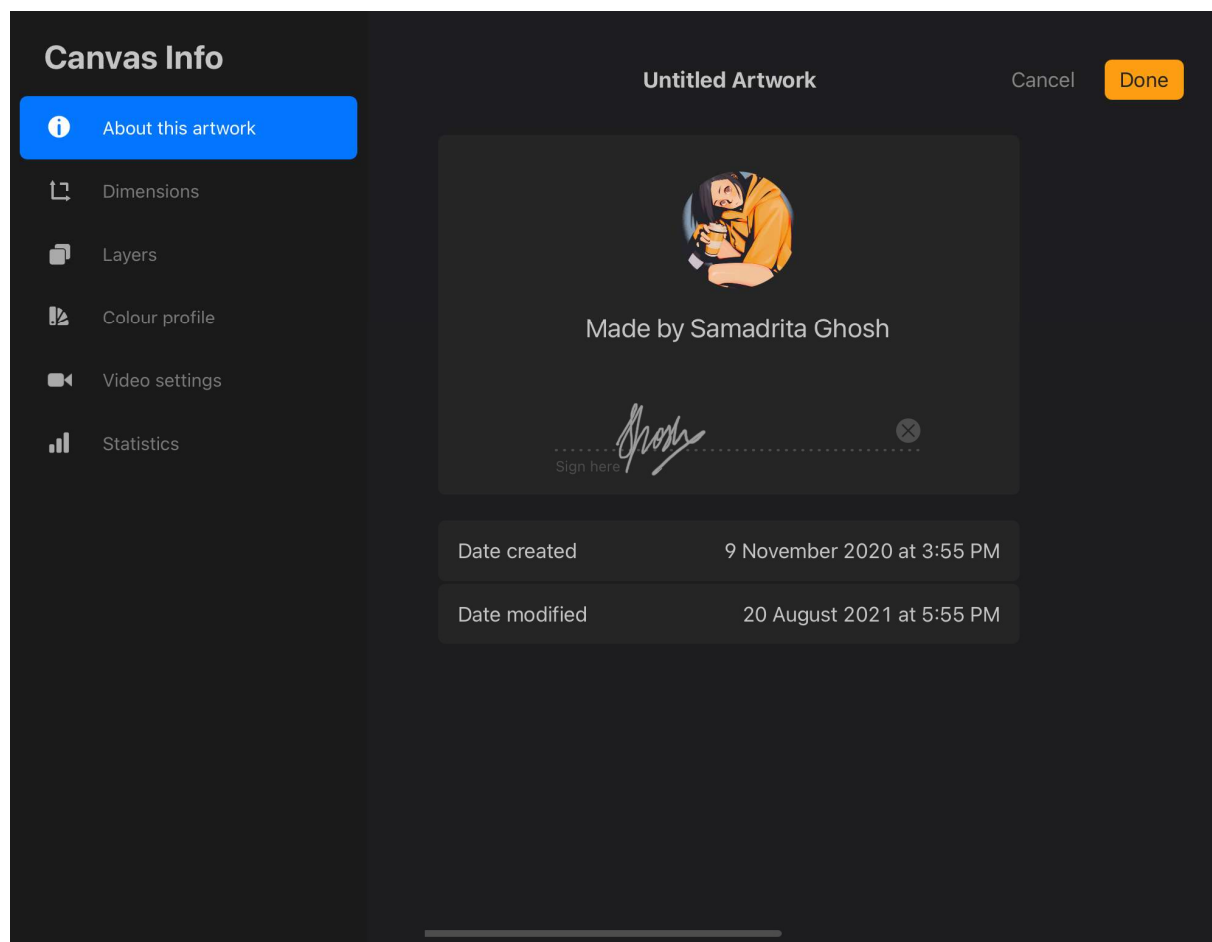 Canvas Info
Untitled Artwork
Cancel
Done
About this artwork
Dimensions
Layers
Colour profile
Video settings
Statistics
Made by Samadrita Ghosh
Ghosh
Sign here
Date created 9 November 2020 at 3:55 PM
Date modified 20 August 2021 at 5:55 PM